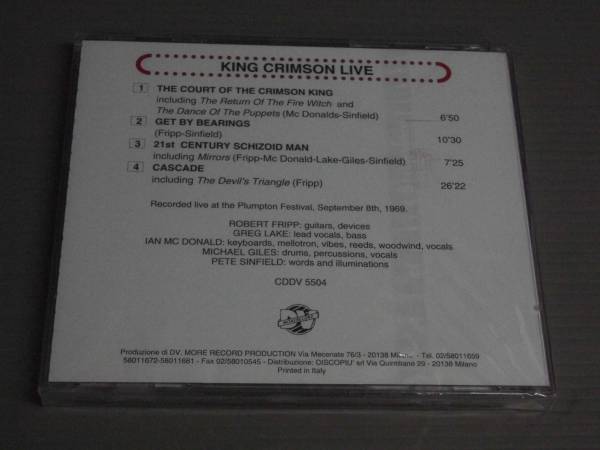 KING CRIMSON LIVE
1 THE COURT OF THE CRIMSON KING
including The Return Of The Fire Witch and
The Dance Of The Puppets (Mc Donalds-Sinfield) 6'50
2 GET BY BEARINGS
(Fripp-Sinfield) 10'30
3 21st CENTURY SCHIZOID MAN
including Mirrors (Fripp-Mc Donald-Lake-Giles-Sinfield) 7'25
4 CASCADE
including The Devil's Triangle (Fripp) 26'22
Recorded live at the Plumpton Festival, September 8th, 1969.
ROBERT FRIPP: guitars, devices
GREG LAKE: lead vocals, bass
IAN MC DONALD: keyboards, mellotron, vibes, reeds, woodwind, vocals
MICHAEL GILES: drums, percussions, vocals
PETE SINFIELD: words and illuminations
CDDV 5504
Produzione di DV. MORE RECORD PRODUCTION Via Mecenate 76/3 - 20138 Milano - Tel. 02/58011659
58011672-58011681 - Fax 02/58010545 - Distribuzione: DISCOPIU' srl Via Quintiliano 29 - 20138 Milano
Printed in Italy